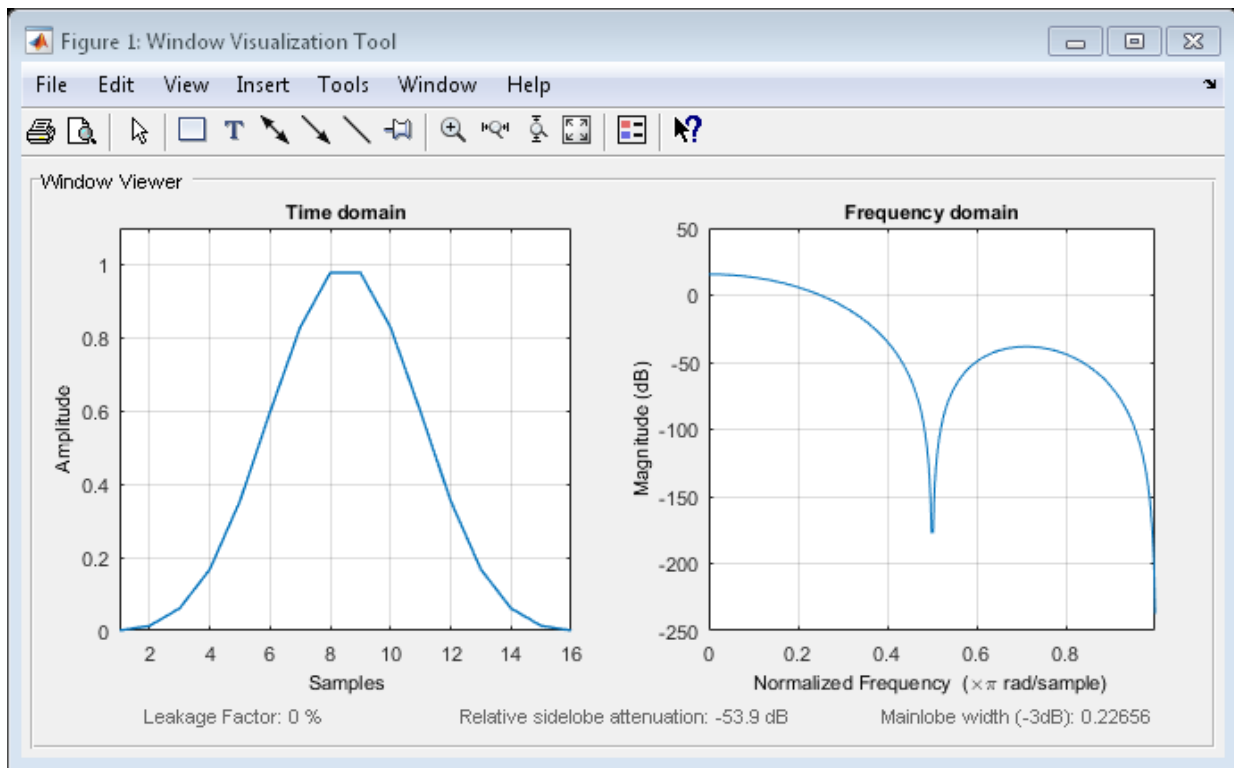 Figure 1: Window Visualization Tool
File Edit View Insert Tools Window Help
T
?
Window Viewer
Time domain
1
0.8
0.6
0.4
0.2
0
Amplitude
2 4 6 8 10 12 14 16
Samples
Frequency domain
50
0
-50
-100
-150
-200
-250
Magnitude (dB)
0 0.2 0.4 0.6 0.8
Normalized Frequency (×π rad/sample)
Leakage Factor: 0 % Relative sidelobe attenuation: -53.9 dB Mainlobe width (-3dB): 0.22656